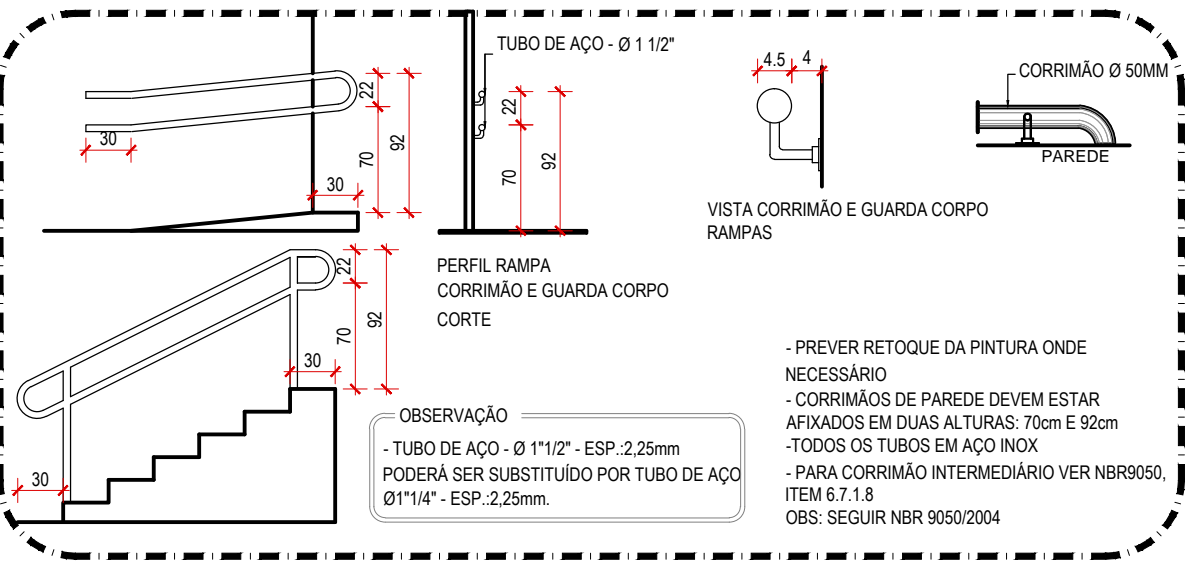 TUBO DE AÇO - Ø 1 1/2"
22
30
70
92
30
22
70
92
PERFIL RAMPA
CORRIMÃO E GUARDA CORPO
CORTE
4.5
4
VISTA CORRIMÃO E GUARDA CORPO
RAMPAS
CORRIMÃO Ø 50MM
PAREDE
22
70
92
30
30
OBSERVAÇÃO
- TUBO DE AÇO - Ø 1"1/2" - ESP.:2,25mm
PODERÁ SER SUBSTITUÍDO POR TUBO DE AÇO
Ø1"1/4" - ESP.:2,25mm.
- PREVER RETOQUE DA PINTURA ONDE
NECESSÁRIO
- CORRIMÃOS DE PAREDE DEVEM ESTAR
AFIXADOS EM DUAS ALTURAS: 70cm E 92cm
-TODOS OS TUBOS EM AÇO INOX
- PARA CORRIMÃO INTERMEDIÁRIO VER NBR9050,
ITEM 6.7.1.8
OBS: SEGUIR NBR 9050/2004